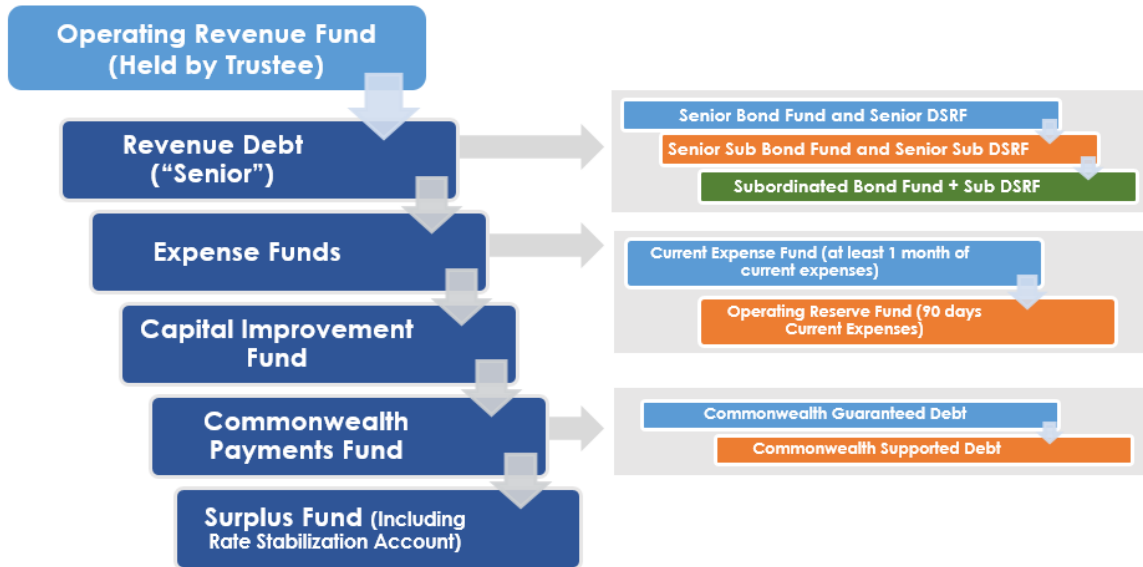 Operating Revenue Fund
(Held by Trustee)
Revenue Debt
(“Senior”)
Senior Bond Fund and Senior DSRF
Senior Sub Bond Fund and Senior Sub DSRF
Subordinated Bond Fund + Sub DSRF
Expense Funds
Current Expense Fund (at least 1 month of
current expenses)
Operating Reserve Fund (90 days
Current Expenses)
Capital Improvement
Fund
Commonwealth
Payments Fund
Commonwealth Guaranteed Debt
Commonwealth Supported Debt
Surplus Fund (Including
Rate Stabilization Account)